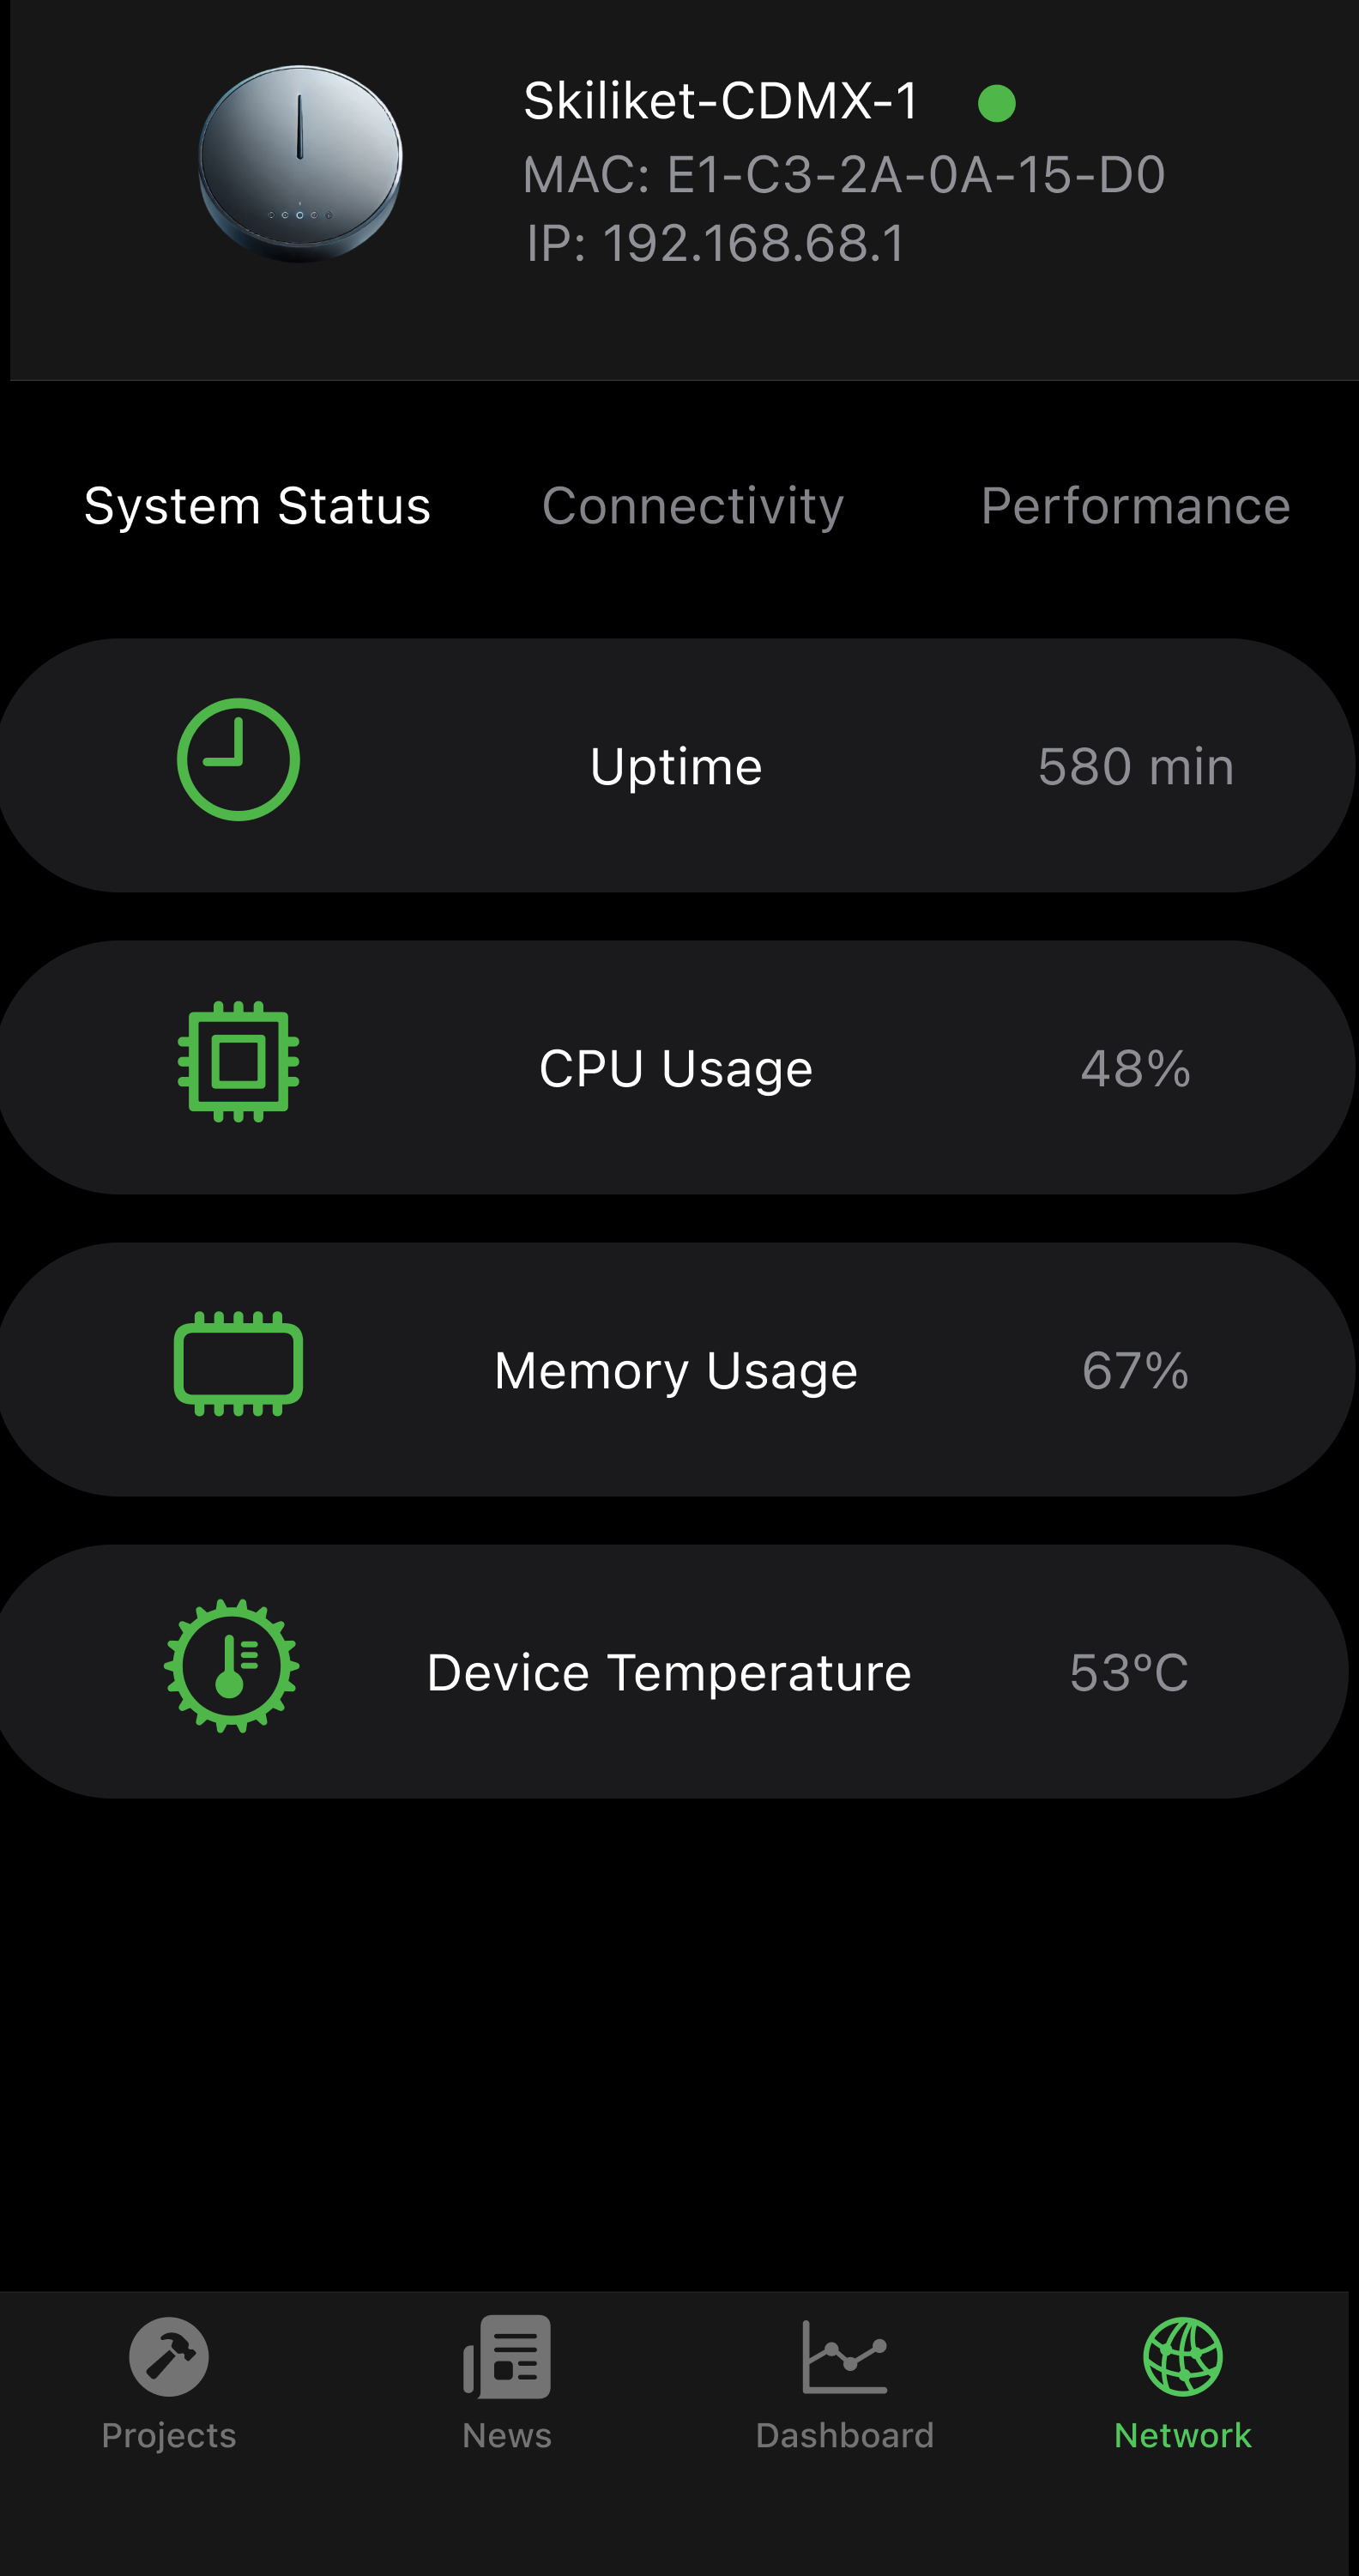 Skiliket-CDMX-1
MAC: E1-C3-2A-0A-15-D0
IP: 192.168.68.1
System Status Connectivity Performance
Uptime 580 min
CPU Usage 48%
Memory Usage 67%
Device Temperature 53ºC
Projects News Dashboard Network